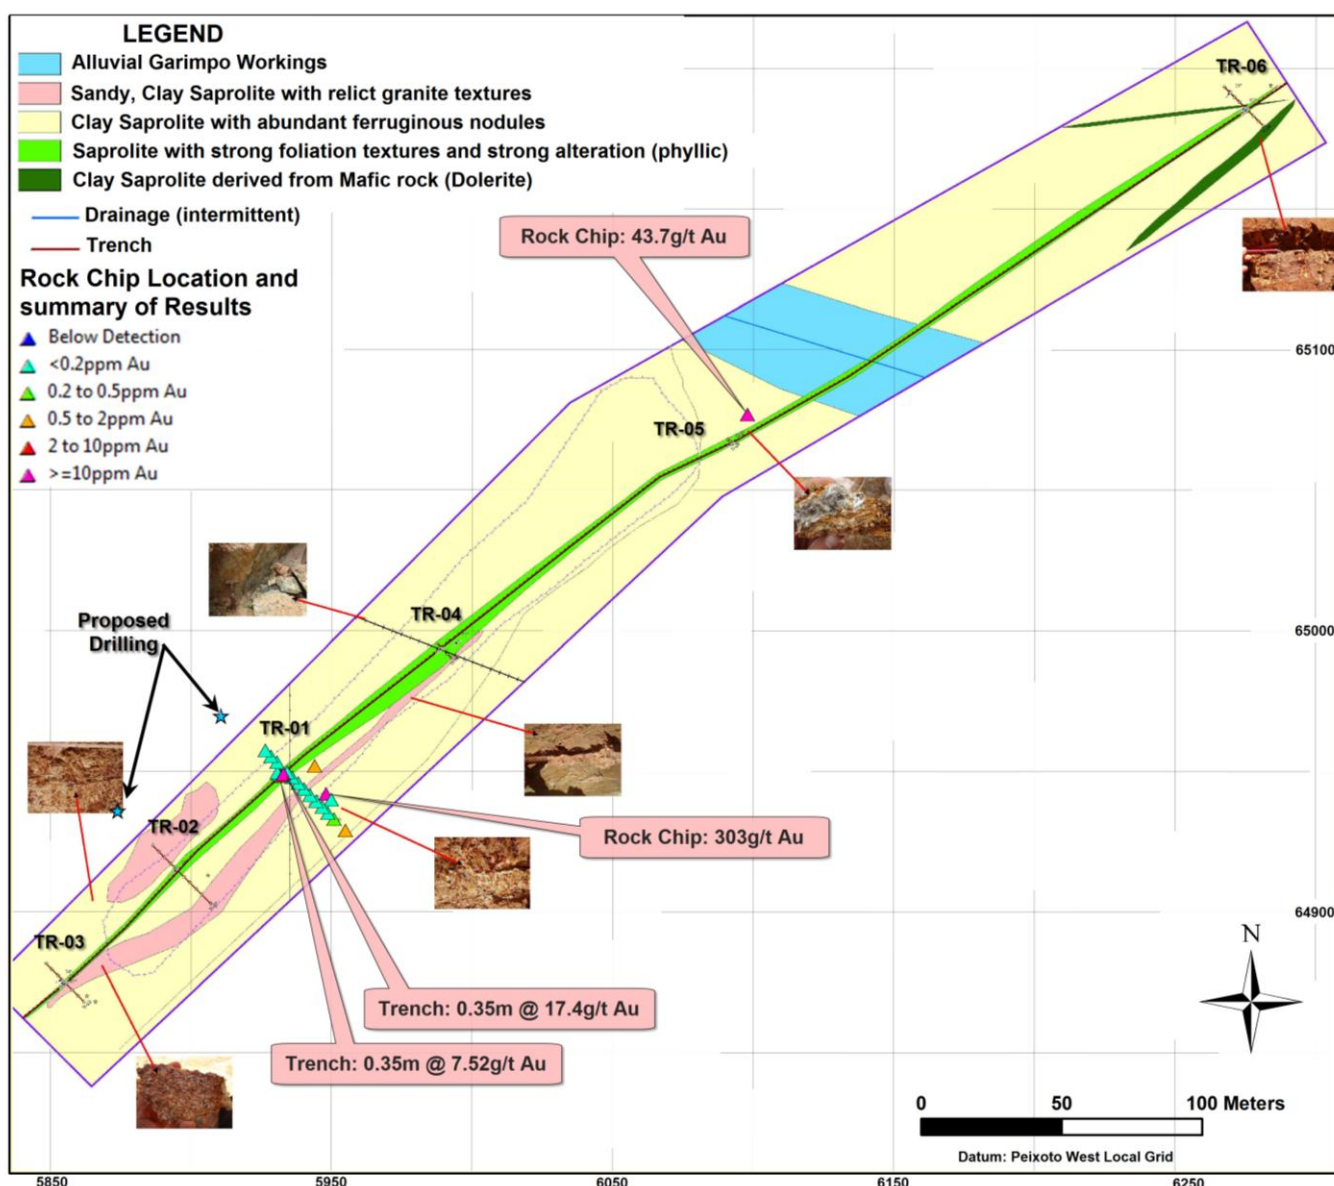 LEGEND
Alluvial Garimpo Workings
Sandy, Clay Saprolite with relict granite textures
Clay Saprolite with abundant ferruginous nodules
Saprolite with strong foliation textures and strong alteration (phyllic)
Clay Saprolite derived from Mafic rock (Dolerite)
Drainage (intermittent)
Trench
Rock Chip Location and
summary of Results
Below Detection
<0.2ppm Au
0.2 to 0.5ppm Au
0.5 to 2ppm Au
2 to 10ppm Au
>=10ppm Au
TR-06
Rock Chip: 43.7g/t Au
65100
TR-05
TR-04
Proposed
Drilling
65000
TR-01
TR-02
Rock Chip: 303g/t Au
64900
TR-03
N
Trench: 0.35m @ 17.4g/t Au
Trench: 0.35m @ 7.52g/t Au
0 50 100 Meters
Datum: Peixoto West Local Grid
5850 5950 6050 6150 6250